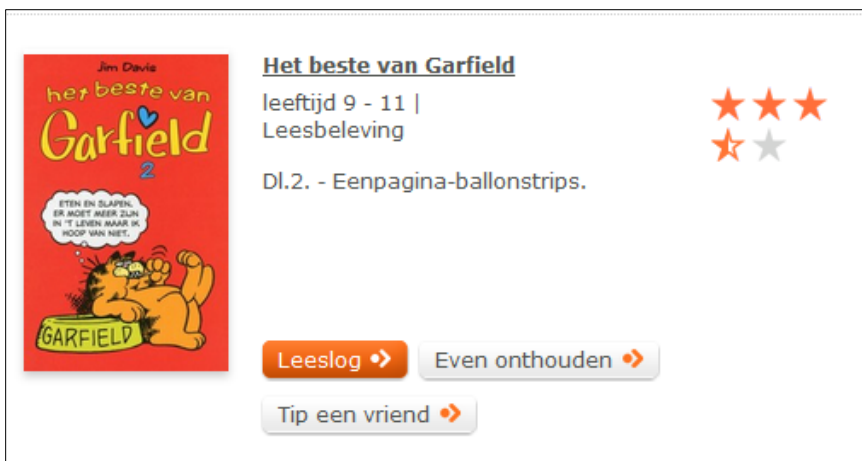 Jim Davis
het beste van
Garfield
2
ETEN EN SLAPEN.
ER MOET MEER ZIJN
IN 'T LEVEN MAAR IK
HOOP VAN NIET.
GARFIELD
Het beste van Garfield
leeftijd 9 - 11 |
Leesbeleving
Dl.2. - Eenpagina-ballonstrips.
Leeslog
Even onthouden
Tip een vriend